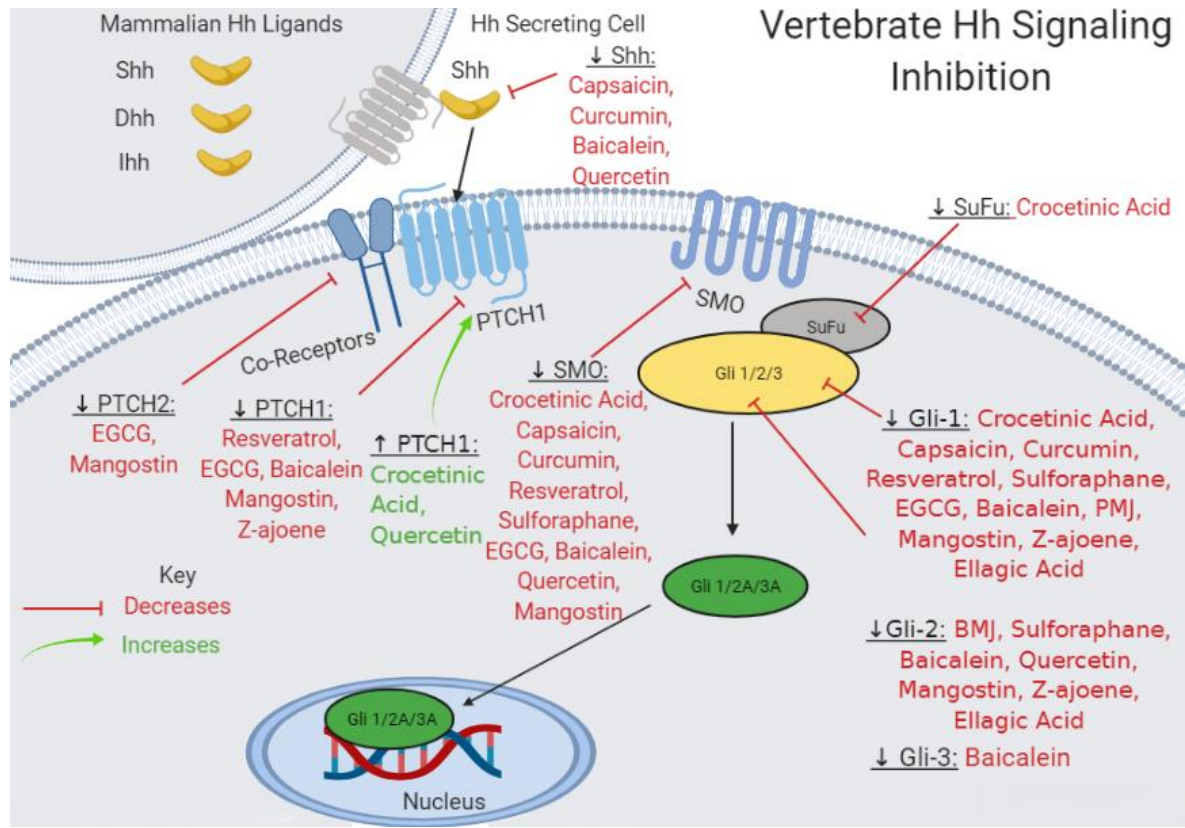 Mammalian Hh Ligands
Shh
Dhh
Ihh
Hh Secreting Cell
Shh
↓ Shh:
Capsaicin,
Curcumin,
Baicalein,
Quercetin
Vertebrate Hh Signaling
Inhibition
↓ SuFu: Crocetinic Acid
SMO
SuFu
PTCH1
Co-Receptors
Gli 1/2/3
↓ PTCH2:
EGCG,
Mangostin
↓ PTCH1:
Resveratrol,
EGCG, Baicalein
Mangostin,
Z-ajoene
↑ PTCH1:
Crocetinic
Acid,
Quercetin
↓ SMO:
Crocetinic Acid,
Capsaicin,
Curcumin,
Resveratrol,
Sulforaphane,
EGCG, Baicalein,
Quercetin,
Mangostin
↓ Gli-1: Crocetinic Acid,
Capsaicin, Curcumin,
Resveratrol, Sulforaphane,
EGCG, Baicalein, PMJ,
Mangostin, Z-ajoene,
Ellagic Acid
Gli 1/2A/3A
Key
Decreases
Increases
↓Gli-2: BMJ, Sulforaphane,
Baicalein, Quercetin,
Mangostin, Z-ajoene,
Ellagic Acid
↓ Gli-3: Baicalein
Gli 1/2A/3A
Nucleus